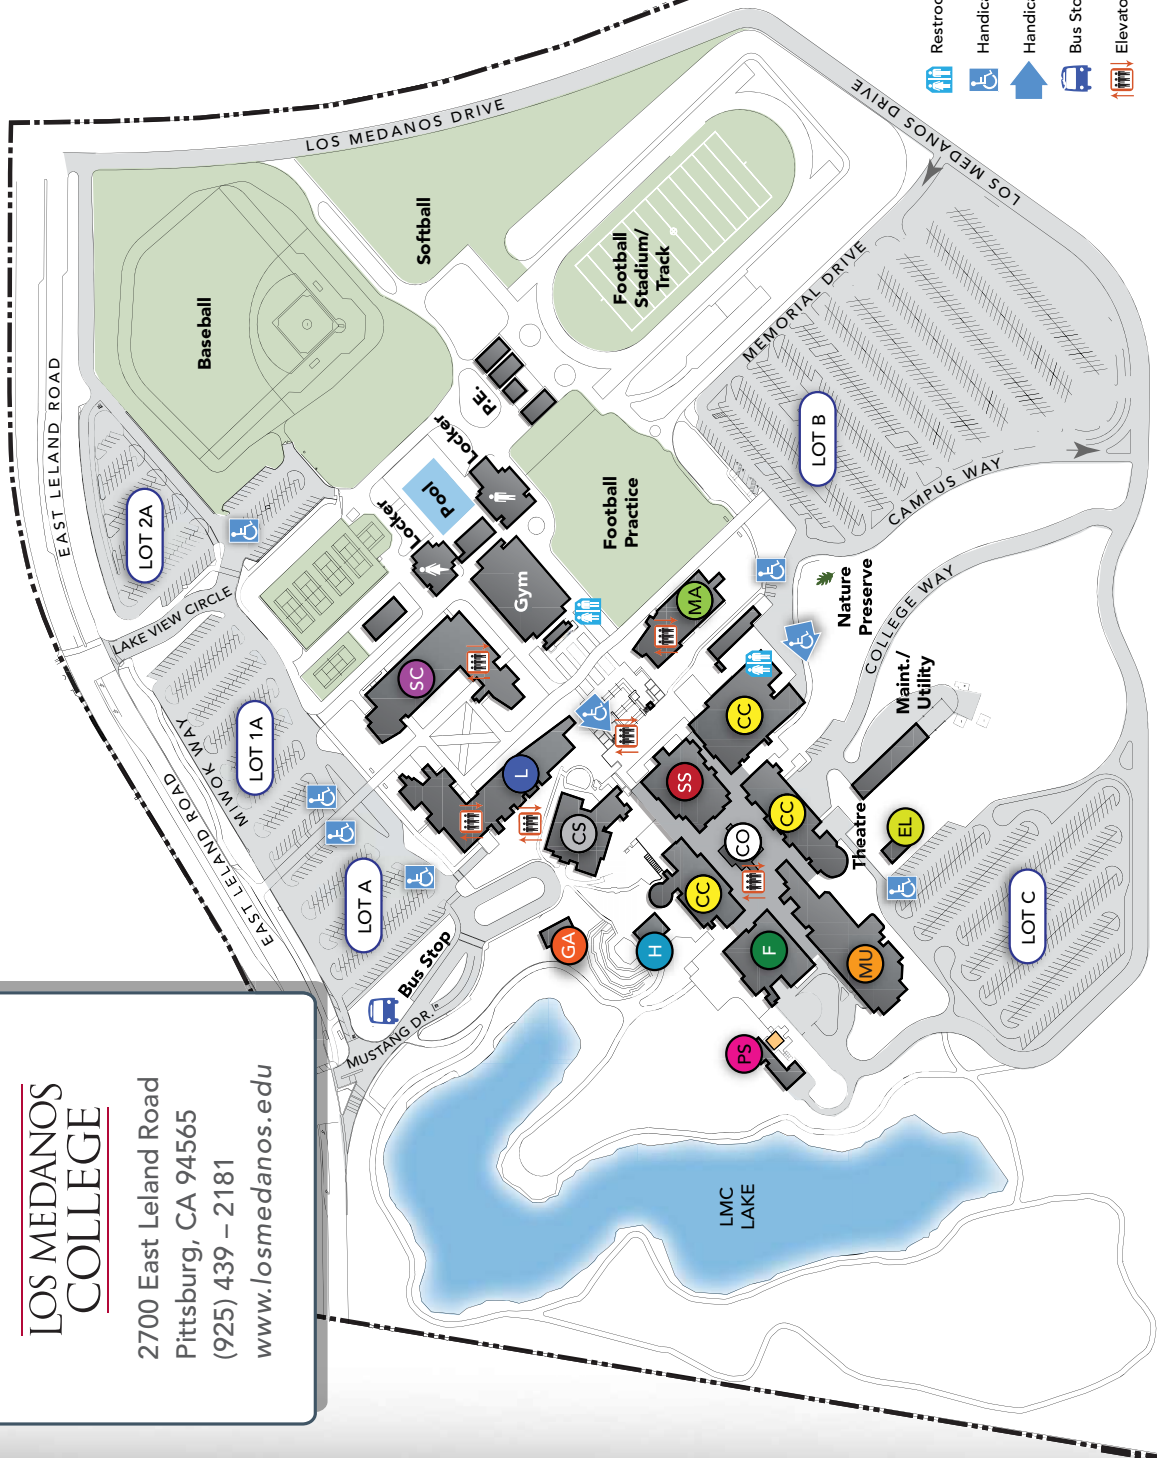 LOS MEDANOS
COLLEGE
2700 East Leland Road
Pittsburg, CA 94565
(925) 439 – 2181
www.losmedanos.edu
EAST LELAND ROAD
EAST LELAND ROAD
MIWOK WAY
LAKE VIEW CIRCLE
MUSTANG DR.
Bus Stop
LOT A
LOT 1A
LOT 2A
Baseball
Softball
LOS MEDANOS DRIVE
Football
Stadium/
Track
P.E.
Locker
Pool
Locker
Gym
Football
Practice
MEMORIAL DRIVE
LOS MEDANOS DRIVE
LOS MED
LOT B
CAMPUS WAY
COLLEGE WAY
Nature
Preserve
Maint./
Utility
Theatre
LOT C
LMC
LAKE
SC
L
CS
GA
H
MA
CC
SS
CC
CO
CC
F
MU
EL
PS
Bus Sto